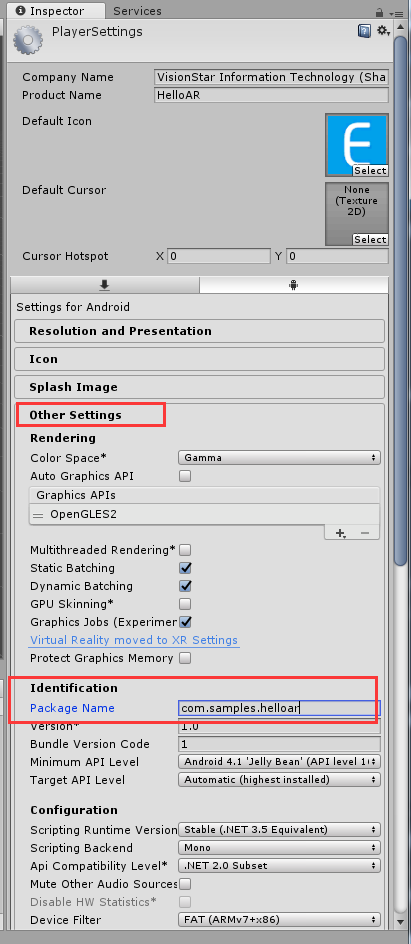 Inspector Services
PlayerSettings
Company Name VisionStar Information Technology (Sha
Product Name HelloAR
Default Icon
Select
Default Cursor
None
(Texture
2D)
Select
Cursor Hotspot X 0 Y 0
Settings for Android
Resolution and Presentation
Icon
Splash Image
Other Settings
Rendering
Color Space* Gamma
Auto Graphics API
Graphics APIs
OpenGLES2
Multithreaded Rendering*
Static Batching
Dynamic Batching
GPU Skinning*
Graphics Jobs (Experimen
Virtual Reality moved to XR Settings
Protect Graphics Memory
Identification
Package Name com.samples.helloar
Version* 1.0
Bundle Version Code 1
Minimum API Level Android 4.1 'Jelly Bean' (API level 1
Target API Level Automatic (highest installed)
Configuration
Scripting Runtime Version Stable (.NET 3.5 Equivalent)
Scripting Backend Mono
Api Compatibility Level* .NET 2.0 Subset
Mute Other Audio Sources
Disable HW Statistics*
Device Filter FAT (ARMv7+x86)